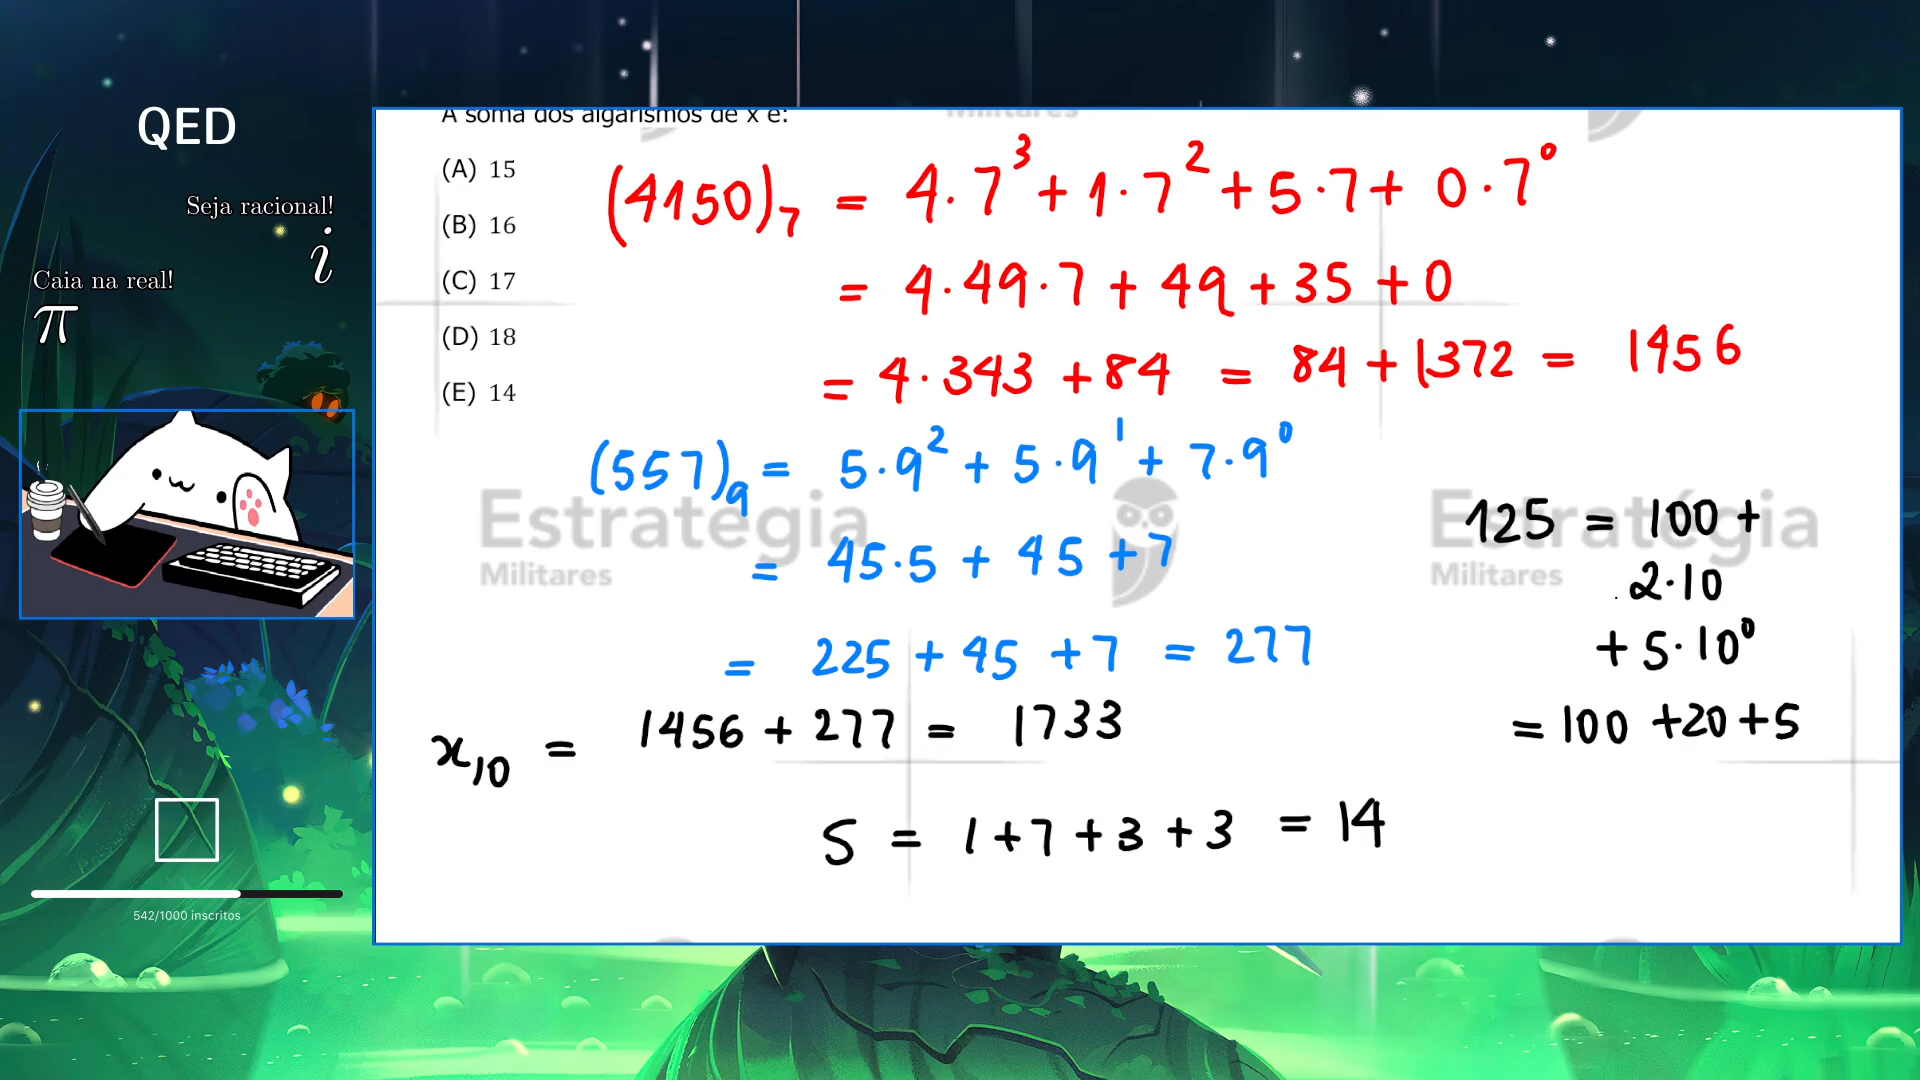 QED
Seja racional!
i
Caia na real!
π
542/1000 inscritos
A soma dos algarismos de x é:
(A) 15
(B) 16
(C) 17
(D) 18
(E) 14
(4150)₇ = 4·7³ + 1·7² + 5·7 + 0·7⁰
= 4·49·7 + 49 + 35 + 0
= 4·343 + 84 = 84 + 1372 = 1456
(557)₉ = 5·9² + 5·9¹ + 7·9⁰
= 45·5 + 45 + 7
= 225 + 45 + 7 = 277
x₁₀ = 1456 + 277 = 1733
S = 1 + 7 + 3 + 3 = 14
125 = 100 +
2·10
+ 5·10⁰
= 100 + 20 + 5
Militares
Estratégia
Militares
Estratégia
Militares